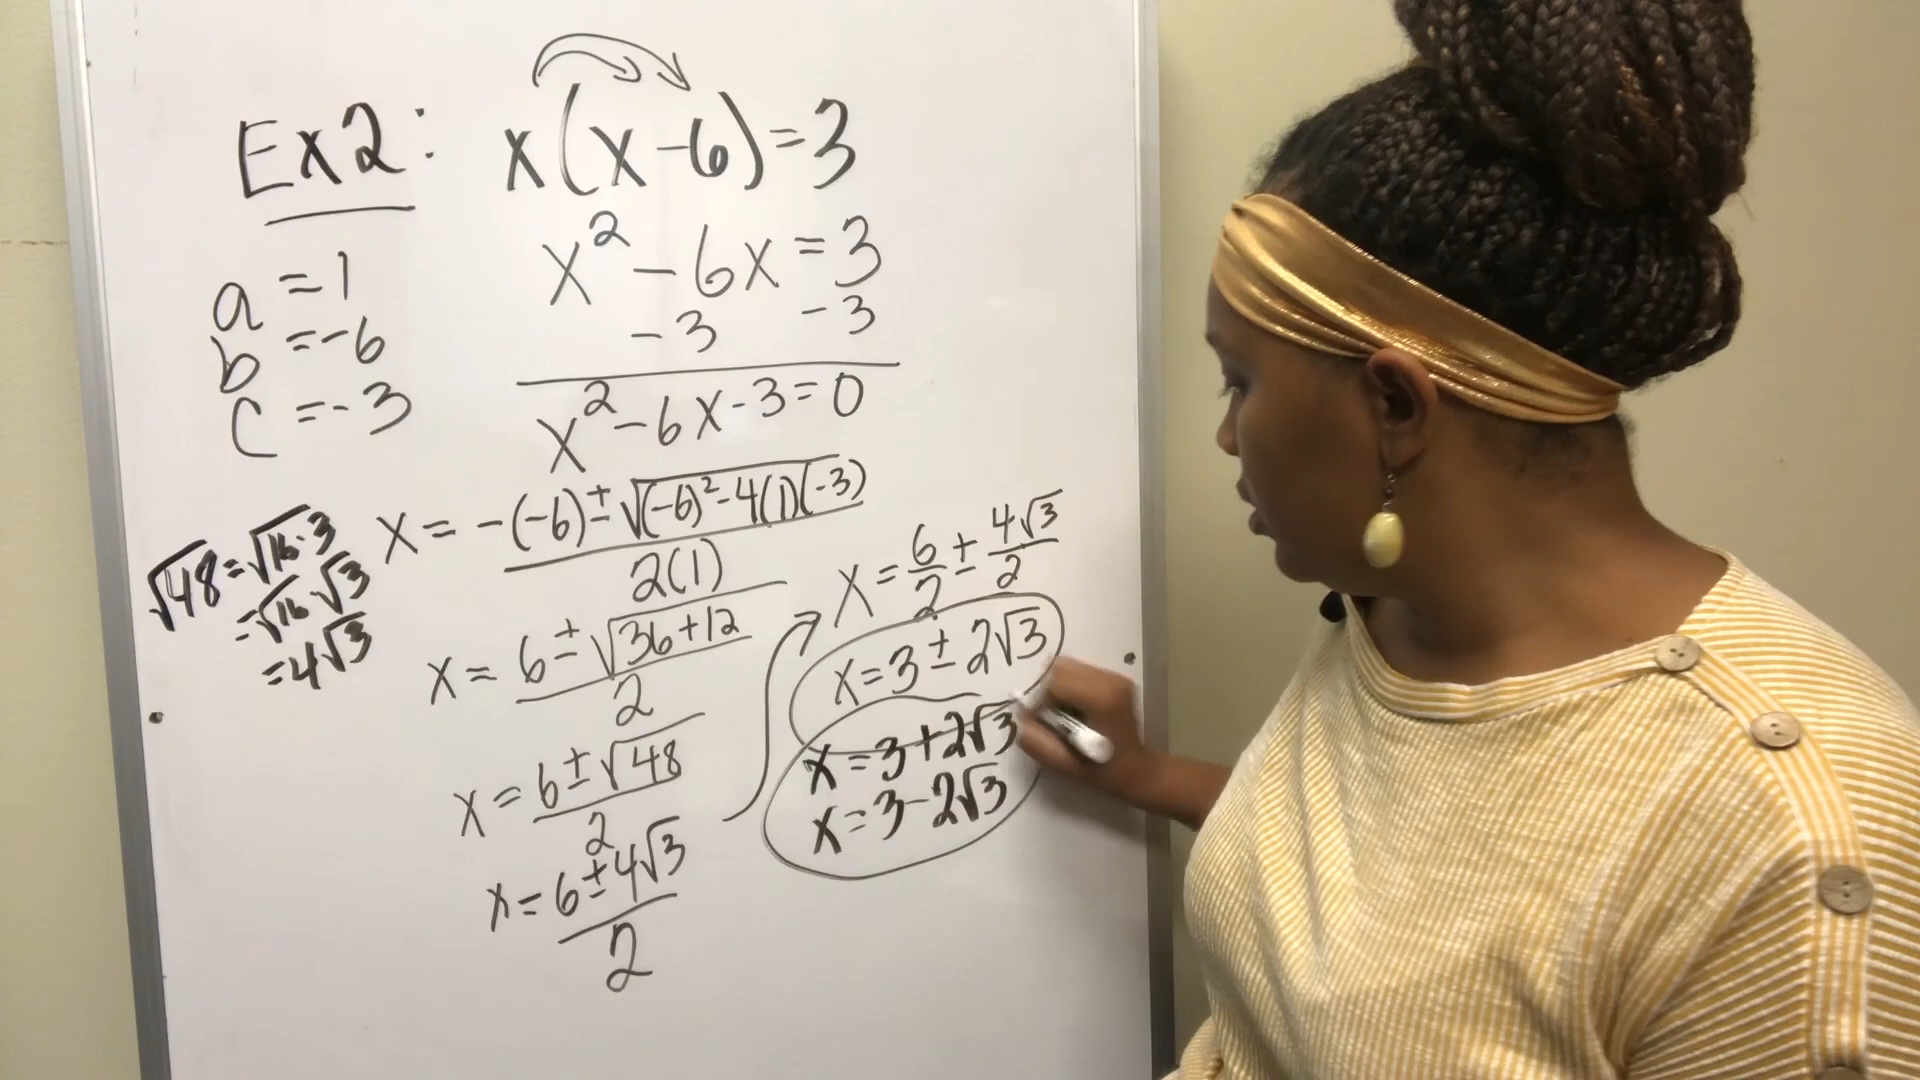 Ex2: x(x-6)=3
x²-6x=3
-3 -3
x²-6x-3=0
a=1
b=-6
c=-3
x = -(-6)±√(-6)²-4(1)(-3)
2(1)
x = 6±√36+12
2
x = 6±√48
2
x = 6±4√3
2
√48=√16·3
=√16·√3
=4√3
x = 6/2 ± 4√3/2
x=3±2√3
x=3+2√3
x=3-2√3